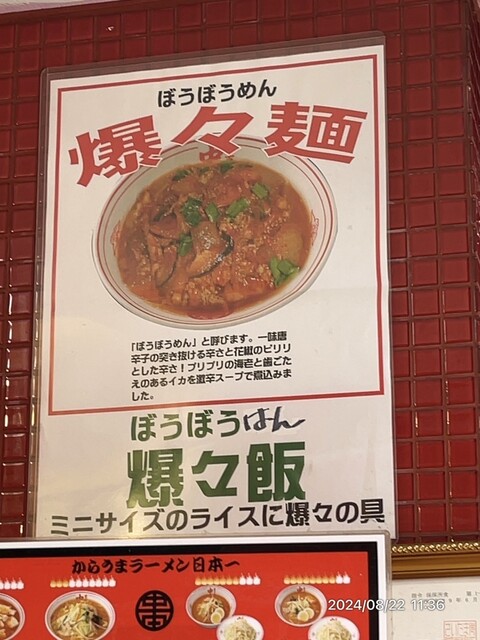 ぼうぼうめん
爆々麺
「ぼうぼうめん」と呼びます。一味唐
辛子の突き抜ける辛さと花椒のピリリ
とした辛さ！プリプリの海老と歯ごた
えのあるイカを激辛スープで煮込みま
した。
ぼうぼうはん
爆々飯
ミニサイズのライスに爆々の具
からうまラーメン日本一
2024/08/22 11:36